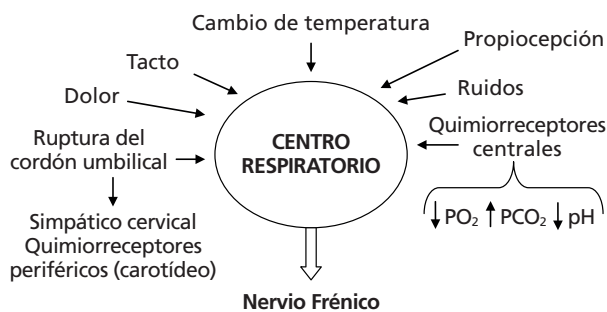 Cambio de temperatura
Propiocepción
Tacto
Ruidos
Dolor
Quimiorreceptores
centrales
Ruptura del
cordón umbilical
CENTRO
RESPIRATORIO
↓ PO₂ ↑ PCO₂ ↓ pH
Simpático cervical
Quimiorreceptores
periféricos (carotídeo)
Nervio Frénico